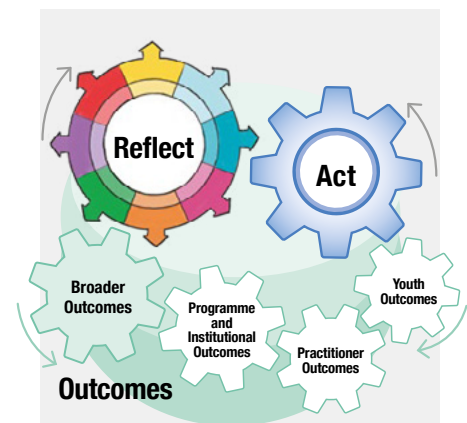 Reflect
Act
Broader
Outcomes
Programme
and
Institutional
Outcomes
Practitioner
Outcomes
Youth
Outcomes
Outcomes